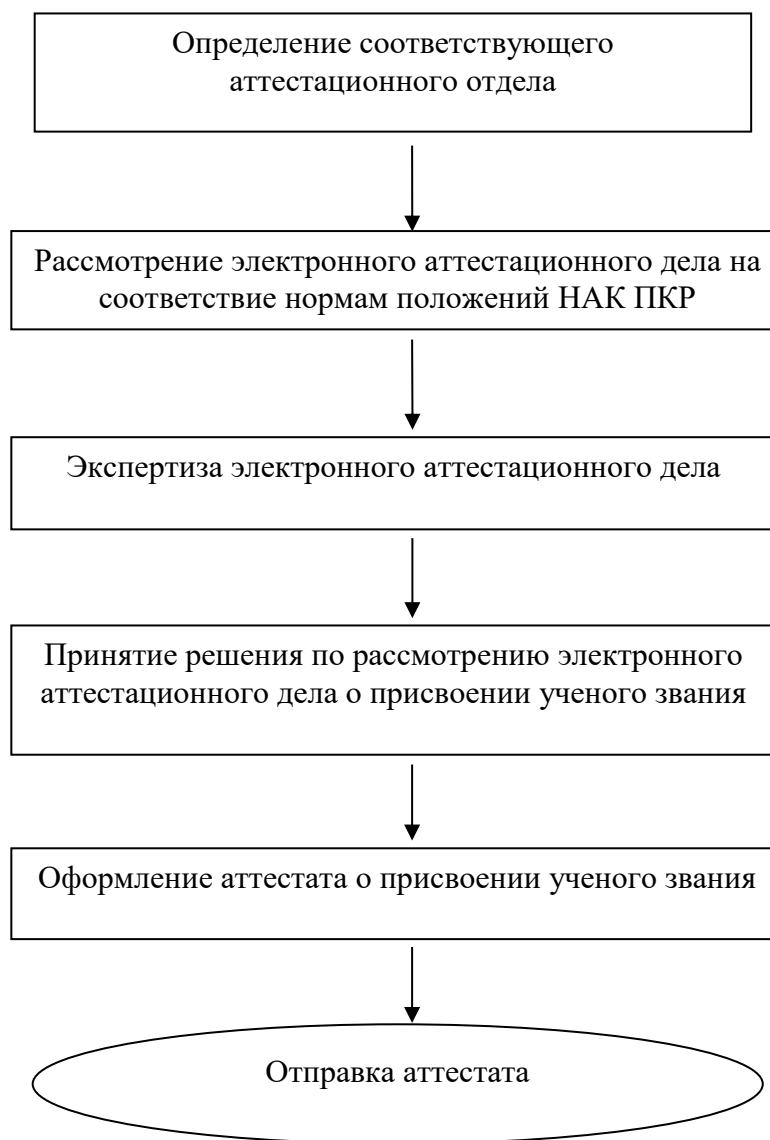 Определение соответствующего
аттестационного отдела
Рассмотрение электронного аттестационного дела на
соответствие нормам положений НАК ПКР
Экспертиза электронного аттестационного дела
Принятие решения по рассмотрению электронного
аттестационного дела о присвоении ученого звания
Оформление аттестата о присвоении ученого звания
Отправка аттестата